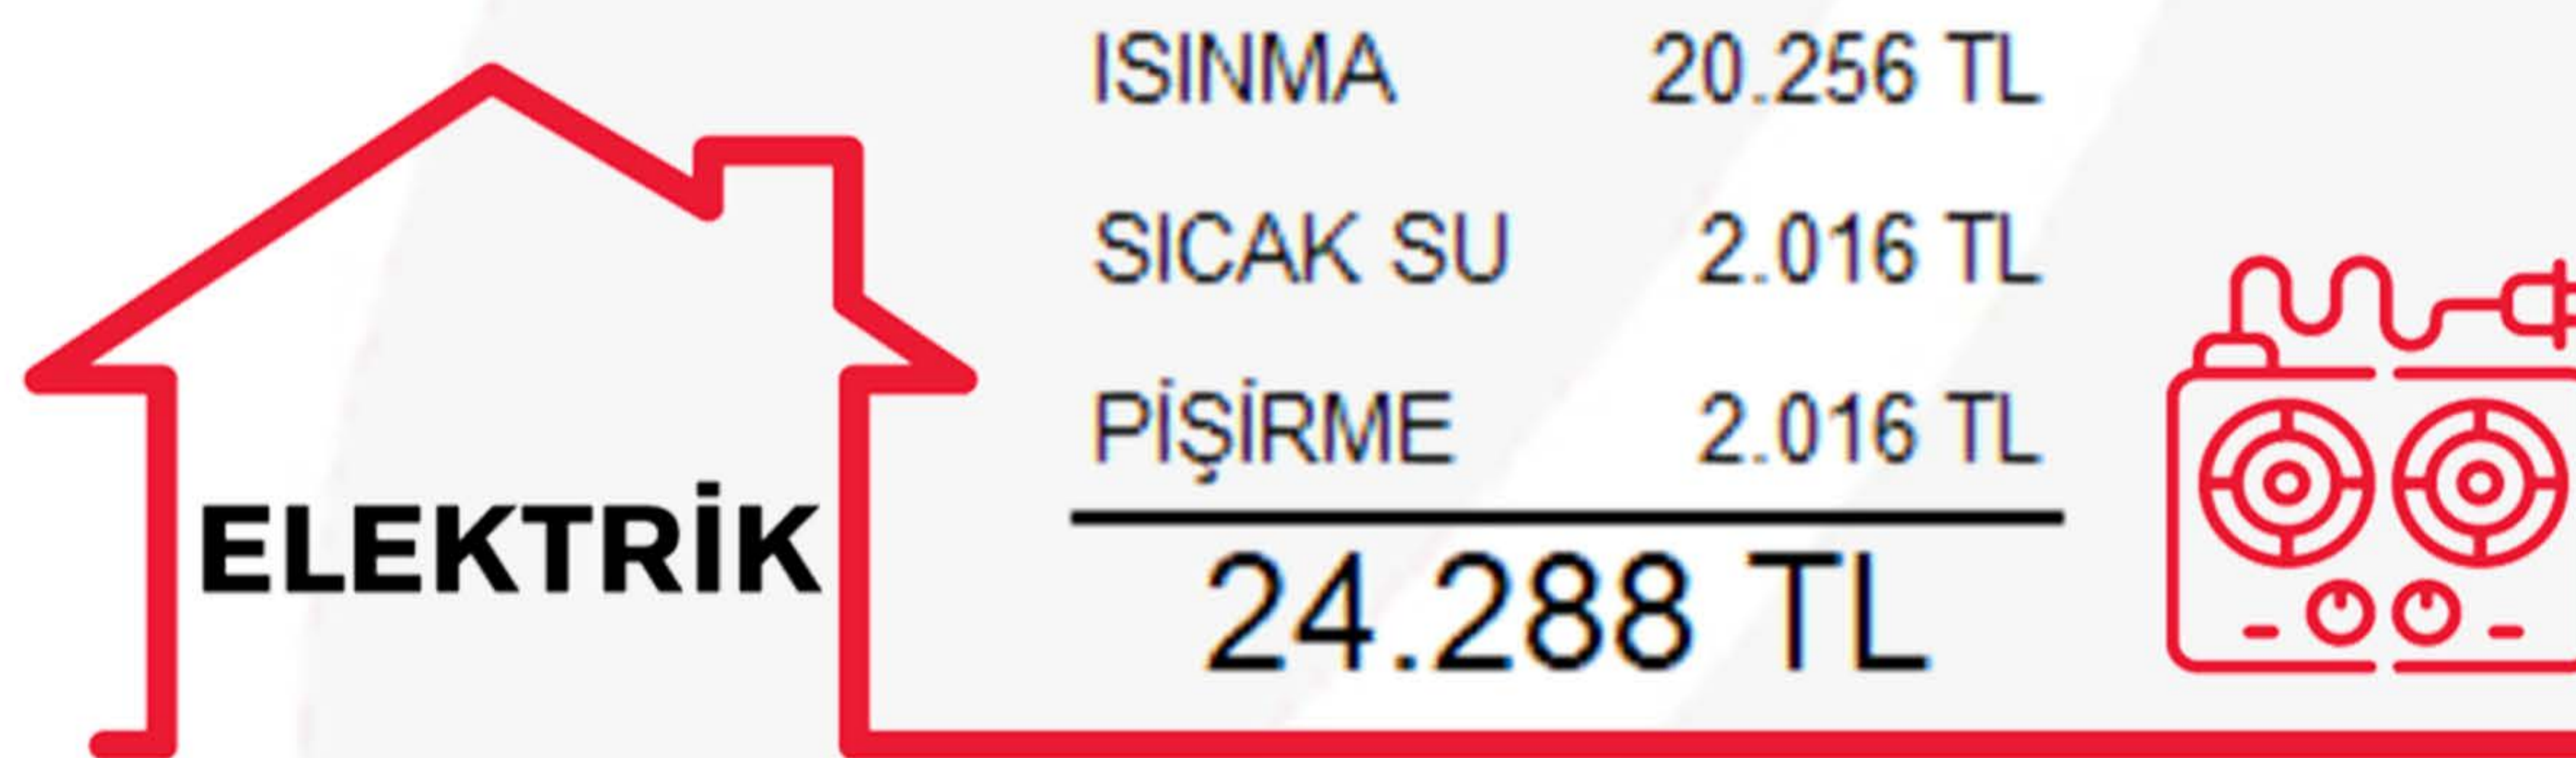 ISINMA 20.256 TL
SICAK SU 2.016 TL
PİŞİRME 2.016 TL
ELEKTRİK
24.288 TL